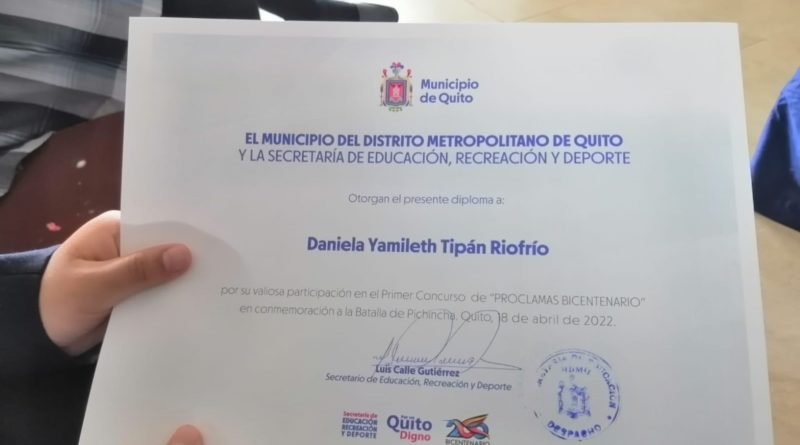 Municipio
de Quito
EL MUNICIPIO DEL DISTRITO METROPOLITANO DE QUITO
Y LA SECRETARÍA DE EDUCACIÓN, RECREACIÓN Y DEPORTE
Otorgan el presente diploma a:
Daniela Yamileth Tipán Riofrío
por su valiosa participación en el Primer Concurso de "PROCLAMAS BICENTENARIO"
en conmemoración a la Batalla de Pichincha. Quito, 18 de abril de 2022.
Luis Calle Gutiérrez
Secretario de Educación, Recreación y Deporte
DESPACHO
Secretaría de
EDUCACIÓN
RECREACIÓN
Y DEPORTE
Por un
Quito
Digno
BICENTENARIO